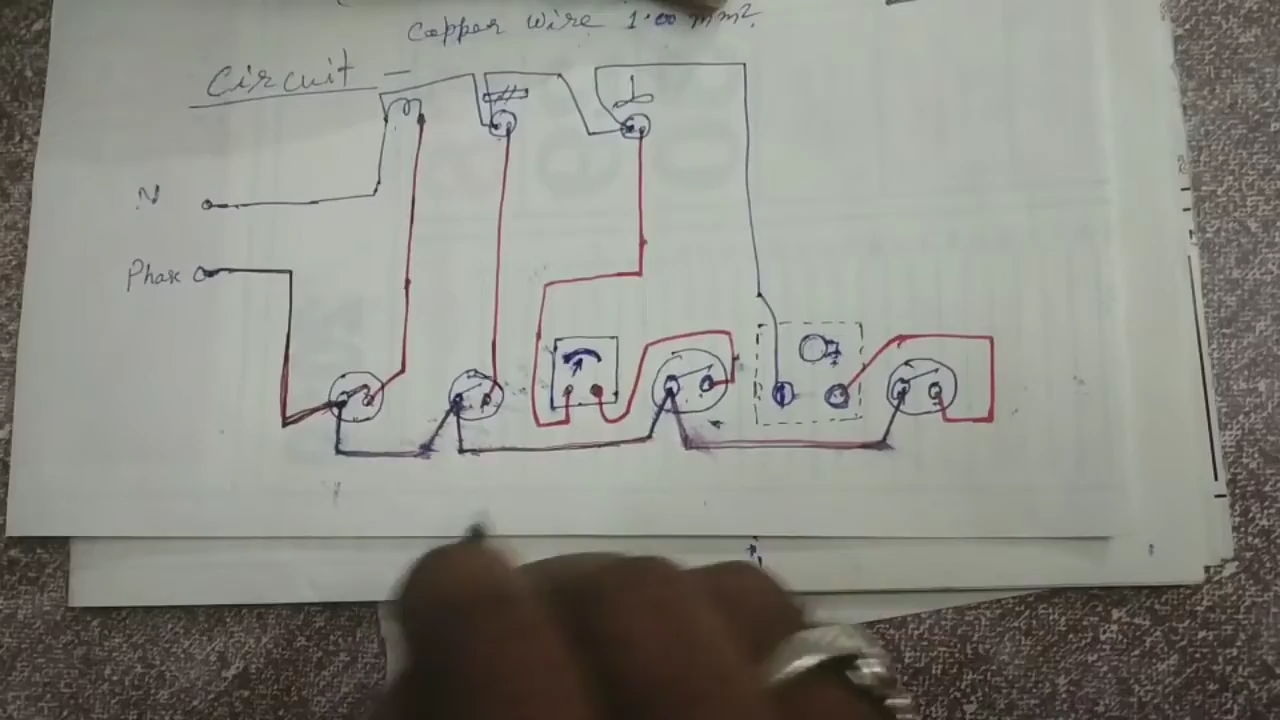 Copper wire 1.00 mm².
Circuit –
N
Phase